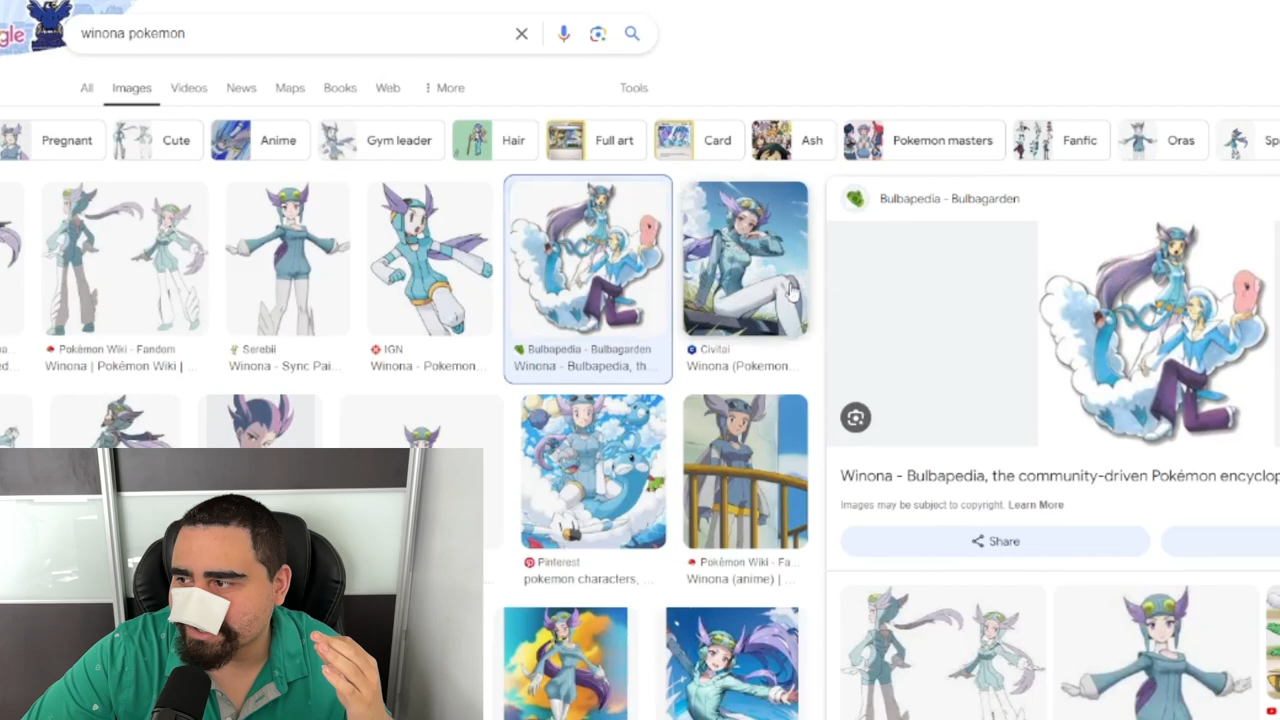 gle
winona pokemon
All Images Videos News Maps Books Web More Tools
Pregnant Cute Anime Gym leader Hair Full art Card Ash Pokemon masters Fanfic Oras Sp
Bulbapedia - Bulbagarden
Pokémon Wiki - Fandom
Winona | Pokémon Wiki | ...
Serebii
Winona - Sync Pai...
IGN
Winona - Pokemon...
Bulbapedia - Bulbagarden
Winona - Bulbapedia, th...
Civitai
Winona (Pokemon...
Winona - Bulbapedia, the community-driven Pokémon encyclop
Images may be subject to copyright. Learn More
Share
Pinterest
pokemon characters, ...
Pokémon Wiki - Fa...
Winona (anime) | ...